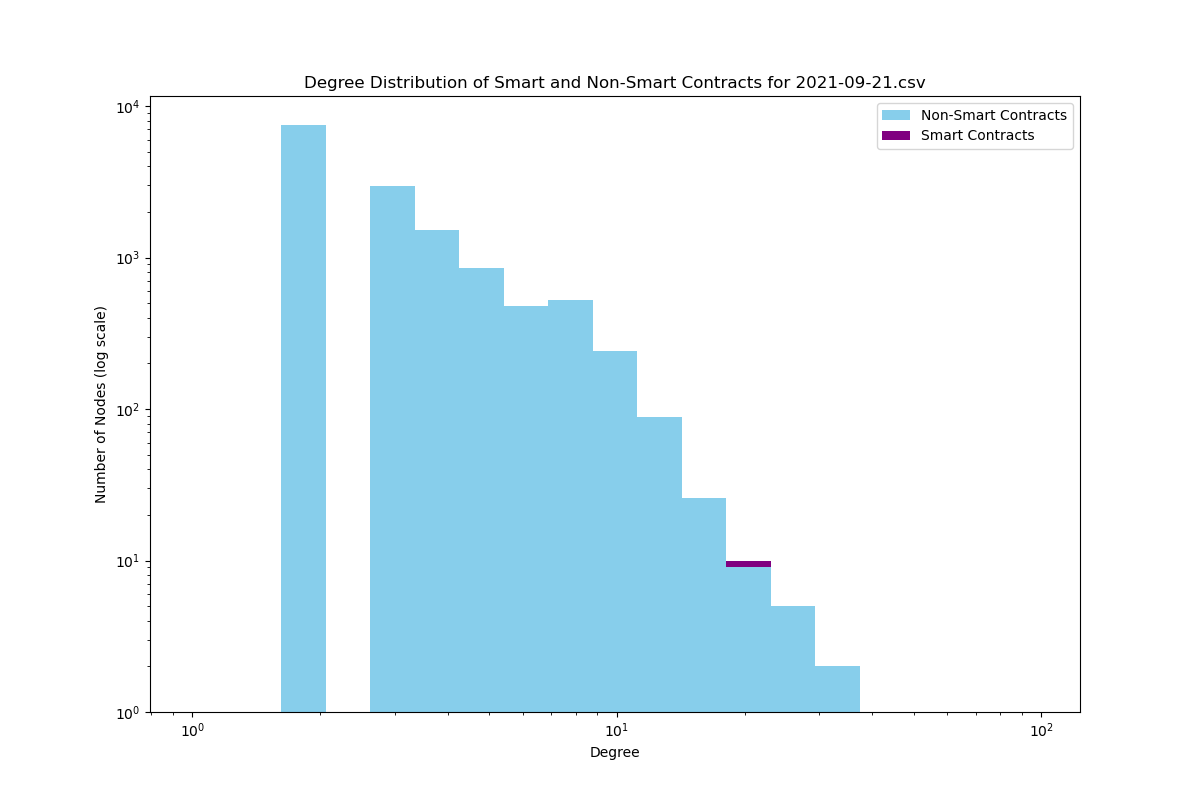 Degree Distribution of Smart and Non-Smart Contracts for 2021-09-21.csv
Non-Smart Contracts
Smart Contracts
Number of Nodes (log scale)
10⁴
10³
10²
10¹
10⁰
10⁰ 10¹ 10²
Degree